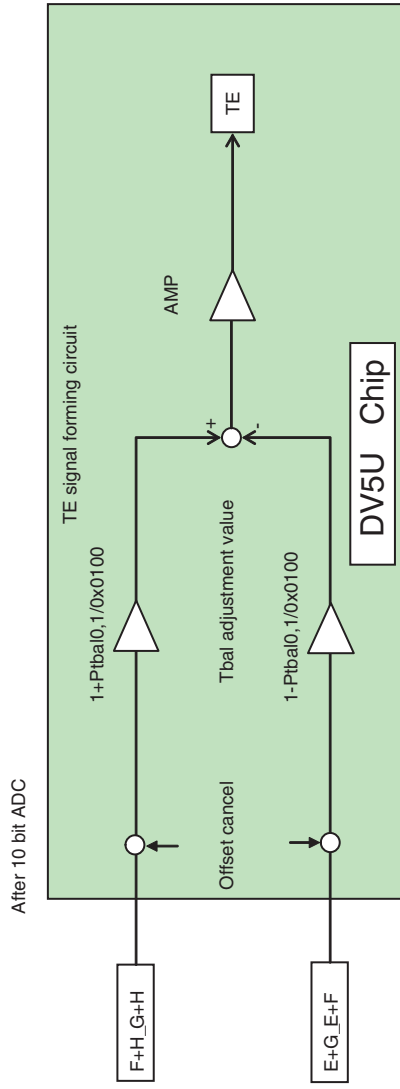 After 10 bit ADC
TE signal forming circuit
F+H_G+H
1+Ptbal0,1/0x0100
+
AMP
TE
Offset cancel
Tbal adjustment value
-
E+G_E+F
1-Ptbal0,1/0x0100
DV5U Chip